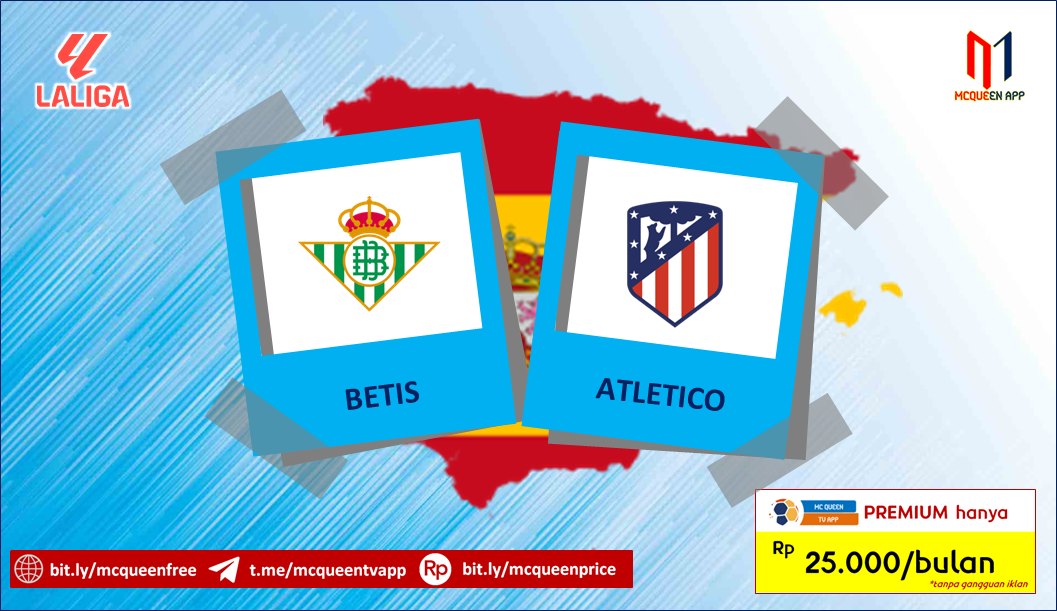 LALIGA
MCQUEEN APP
BETIS
ATLETICO
MC QUEEN
TV APP
PREMIUM hanya
Rp 25.000/bulan
*tanpa gangguan iklan
bit.ly/mcqueenfree
t.me/mcqueentvapp
Rp
bit.ly/mcqueenprice